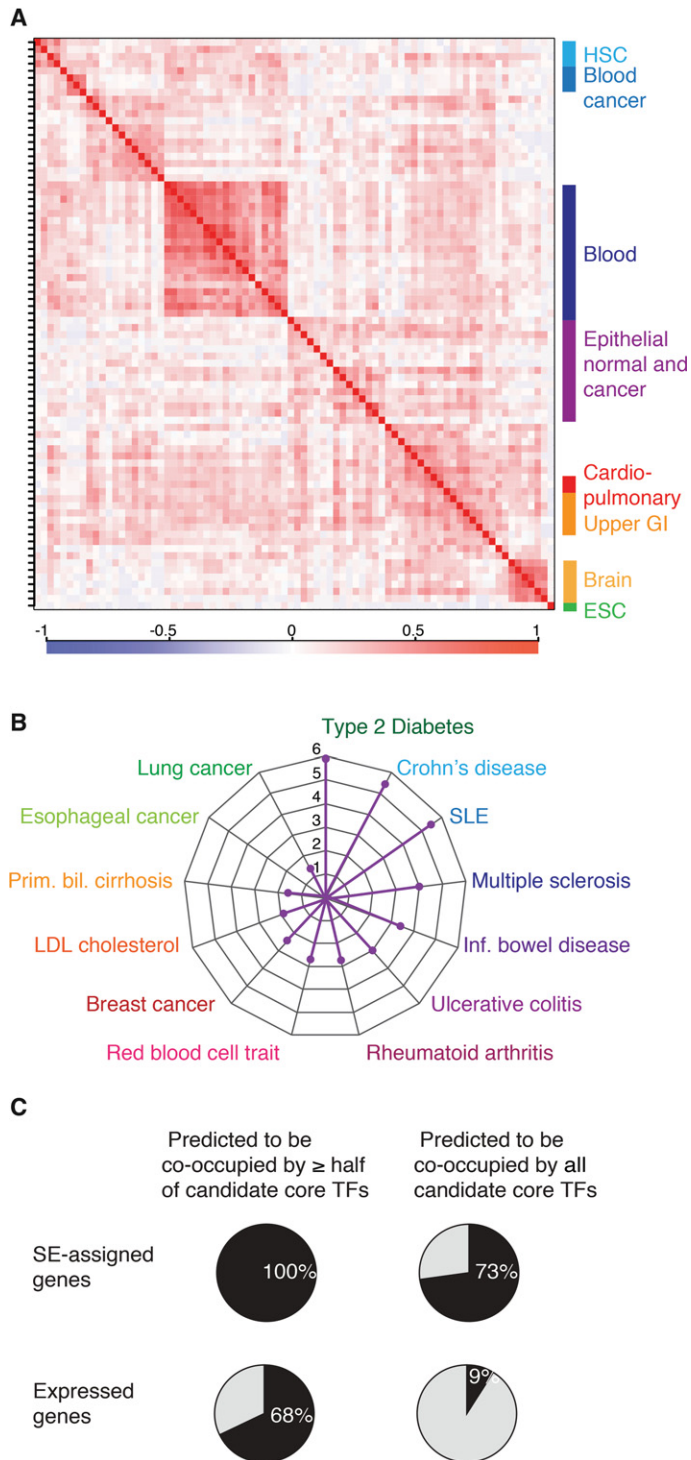 A
HSC
Blood
cancer
Blood
Epithelial
normal and
cancer
Cardio-
pulmonary
Upper GI
Brain
ESC
-1 -0.5 0 0.5 1
B
Type 2 Diabetes
Lung cancer
Crohn's disease
Esophageal cancer
SLE
Prim. bil. cirrhosis
Multiple sclerosis
LDL cholesterol
Inf. bowel disease
Breast cancer
Ulcerative colitis
Red blood cell trait
Rheumatoid arthritis
6
5
4
3
2
1
C
Predicted to be
co-occupied by ≥ half
of candidate core TFs
Predicted to be
co-occupied by all
candidate core TFs
SE-assigned
genes
100%
73%
Expressed
genes
68%
9%